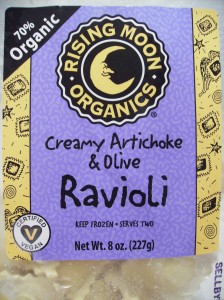 70%
Organic
RISING MOON
ORGANICS®
Creamy Artichoke
& Olive
Ravioli
KEEP FROZEN • SERVES TWO
Net Wt. 8 oz. (227g)
CERTIFIED
V
VEGAN
SELL BY